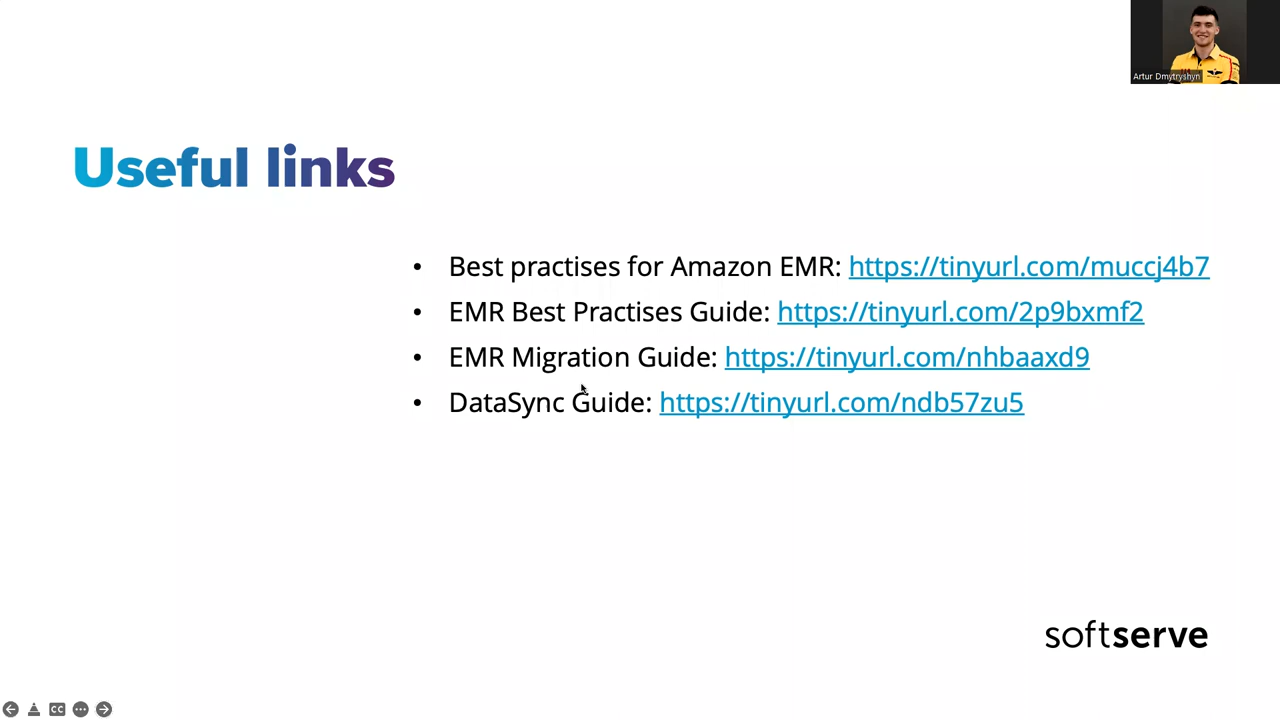 Artur Dmytryshyn
Useful links
• Best practises for Amazon EMR: https://tinyurl.com/muccj4b7
• EMR Best Practises Guide: https://tinyurl.com/2p9bxmf2
• EMR Migration Guide: https://tinyurl.com/nhbaaxd9
• DataSync Guide: https://tinyurl.com/ndb57zu5
softserve
CC